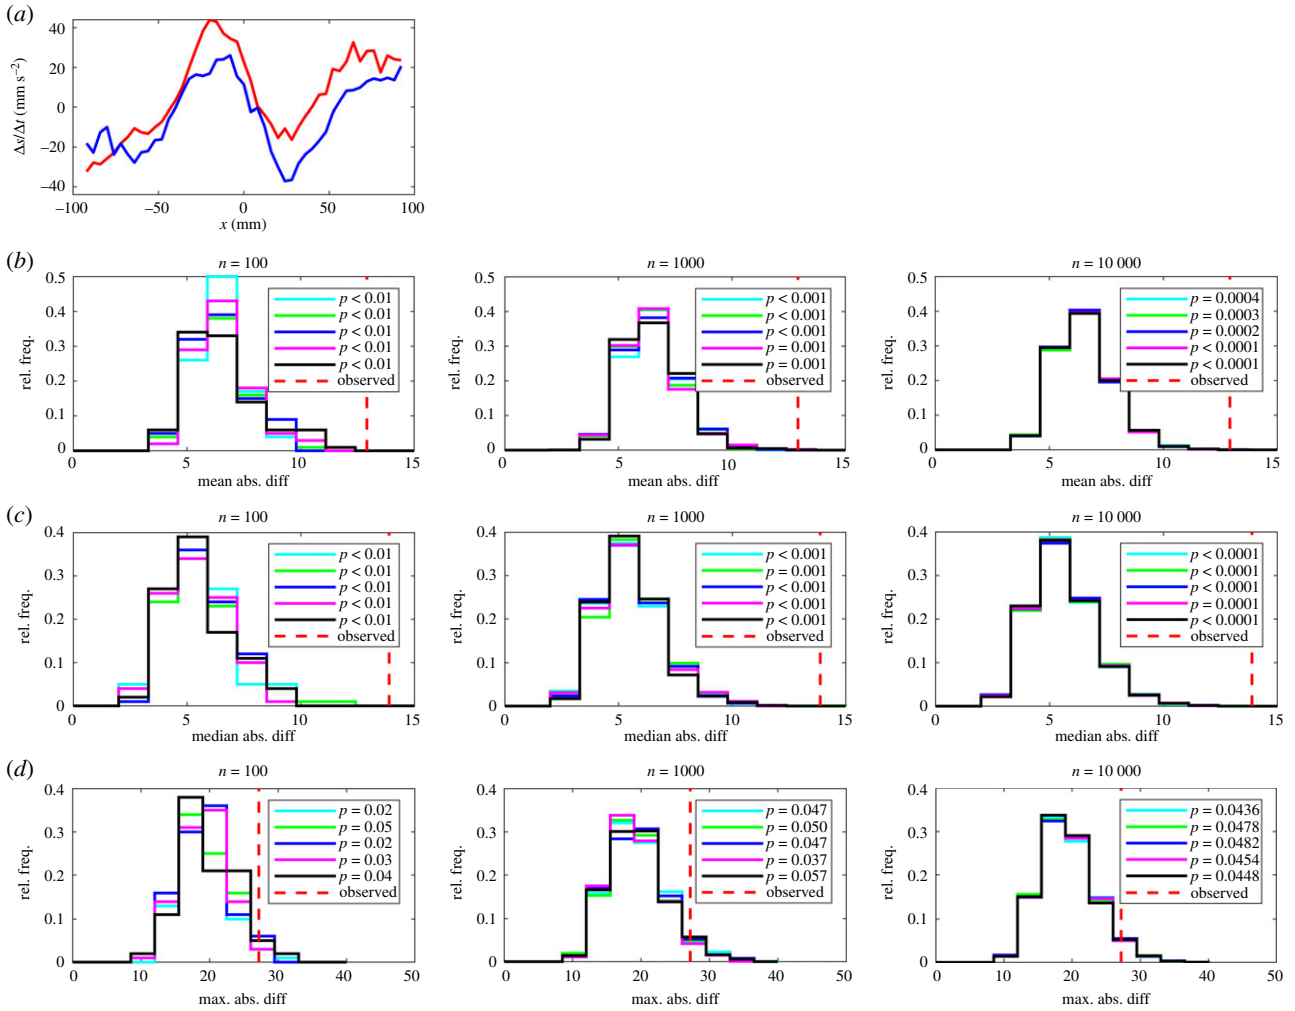 (a)
40
20
0
–20
–40
Δs/Δt (mm s–2)
–100 –50 0 50 100
x (mm)
(b)
n = 100
0.5
0.4
0.3
0.2
0.1
0
rel. freq.
p < 0.01
p < 0.01
p < 0.01
p < 0.01
p < 0.01
observed
0 5 10 15
mean abs. diff
n = 1000
0.5
0.4
0.3
0.2
0.1
0
rel. freq.
p < 0.001
p < 0.001
p < 0.001
p = 0.001
p = 0.001
observed
0 5 10 15
mean abs. diff
n = 10 000
0.5
0.4
0.3
0.2
0.1
0
rel. freq.
p = 0.0004
p = 0.0003
p = 0.0002
p < 0.0001
p < 0.0001
observed
0 5 10 15
mean abs. diff
(c)
n = 100
0.4
0.3
0.2
0.1
0
rel. freq.
p < 0.01
p < 0.01
p < 0.01
p < 0.01
p < 0.01
observed
0 5 10 15
median abs. diff
n = 1000
0.4
0.3
0.2
0.1
0
rel. freq.
p < 0.001
p = 0.001
p < 0.001
p < 0.001
p < 0.001
observed
0 5 10 15
median abs. diff
n = 10 000
0.4
0.3
0.2
0.1
0
rel. freq.
p < 0.0001
p < 0.0001
p < 0.0001
p = 0.0001
p < 0.0001
observed
0 5 10 15
median abs. diff
(d)
n = 100
0.4
0.3
0.2
0.1
0
rel. freq.
p = 0.02
p = 0.05
p = 0.02
p = 0.03
p = 0.04
observed
0 10 20 30 40 50
max. abs. diff
n = 1000
0.4
0.3
0.2
0.1
0
rel. freq.
p = 0.047
p = 0.050
p = 0.047
p = 0.037
p = 0.057
observed
0 10 20 30 40 50
max. abs. diff
n = 10 000
0.4
0.3
0.2
0.1
0
rel. freq.
p = 0.0436
p = 0.0478
p = 0.0482
p = 0.0454
p = 0.0448
observed
0 10 20 30 40 50
max. abs. diff